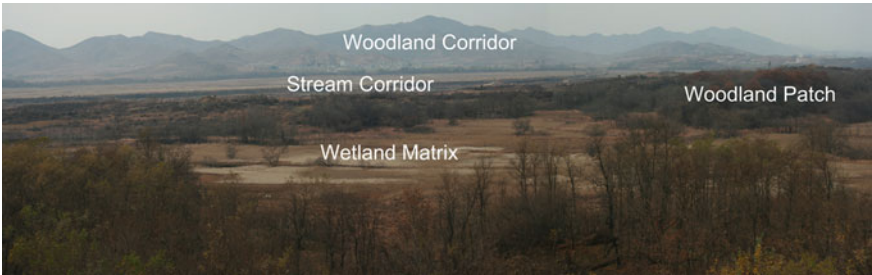 Woodland Corridor
Stream Corridor
Woodland Patch
Wetland Matrix